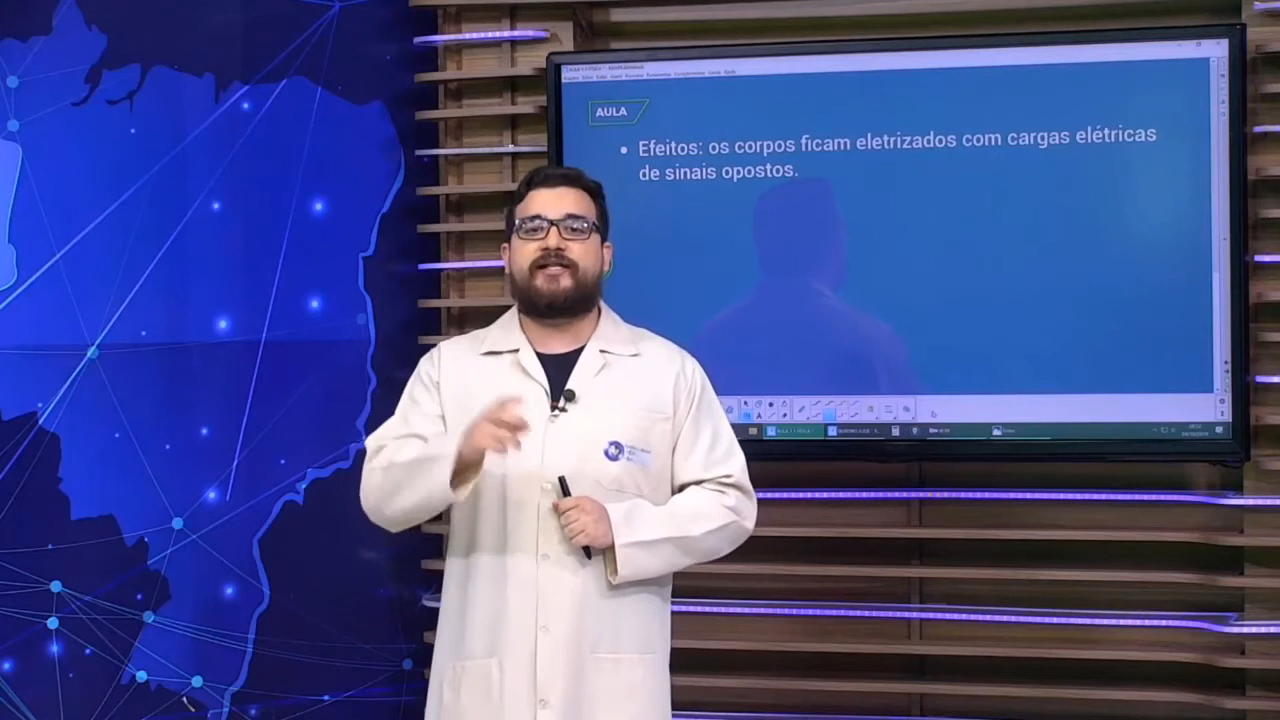 AULA
• Efeitos: os corpos ficam eletrizados com cargas elétricas
de sinais opostos.